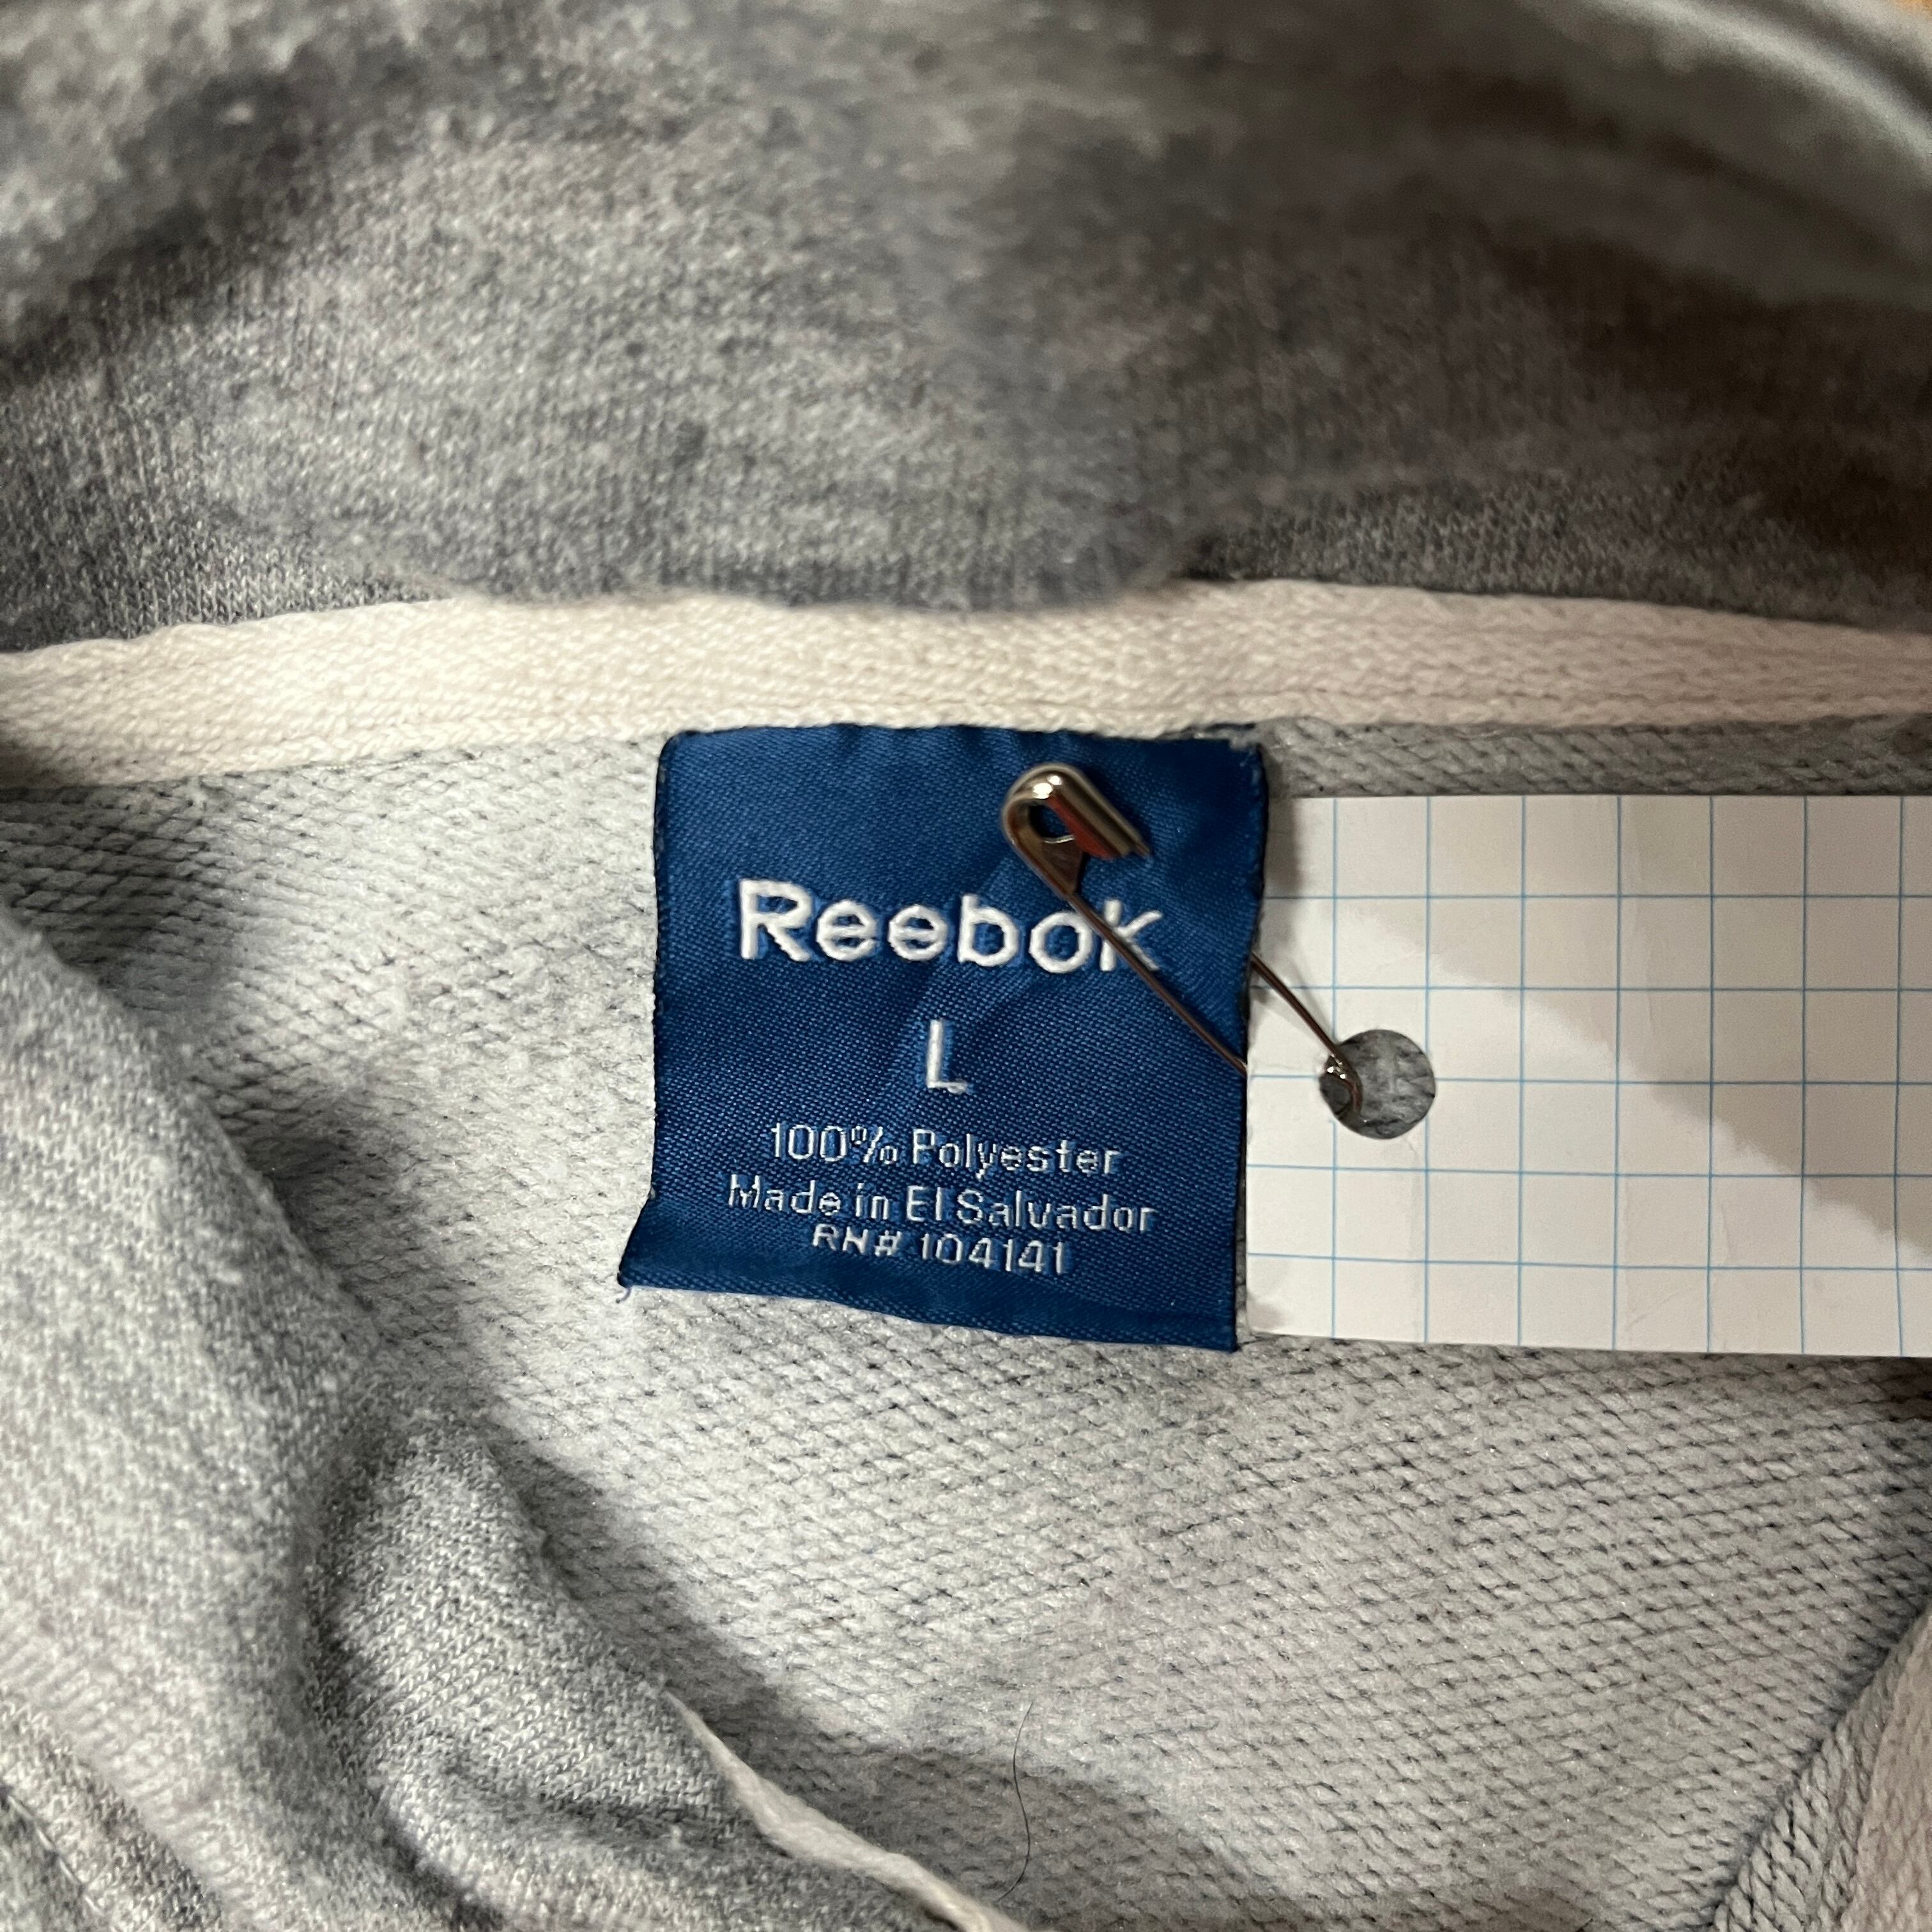 Reebok
L
100% Polyester
Made in El Salvador
RN# 104141